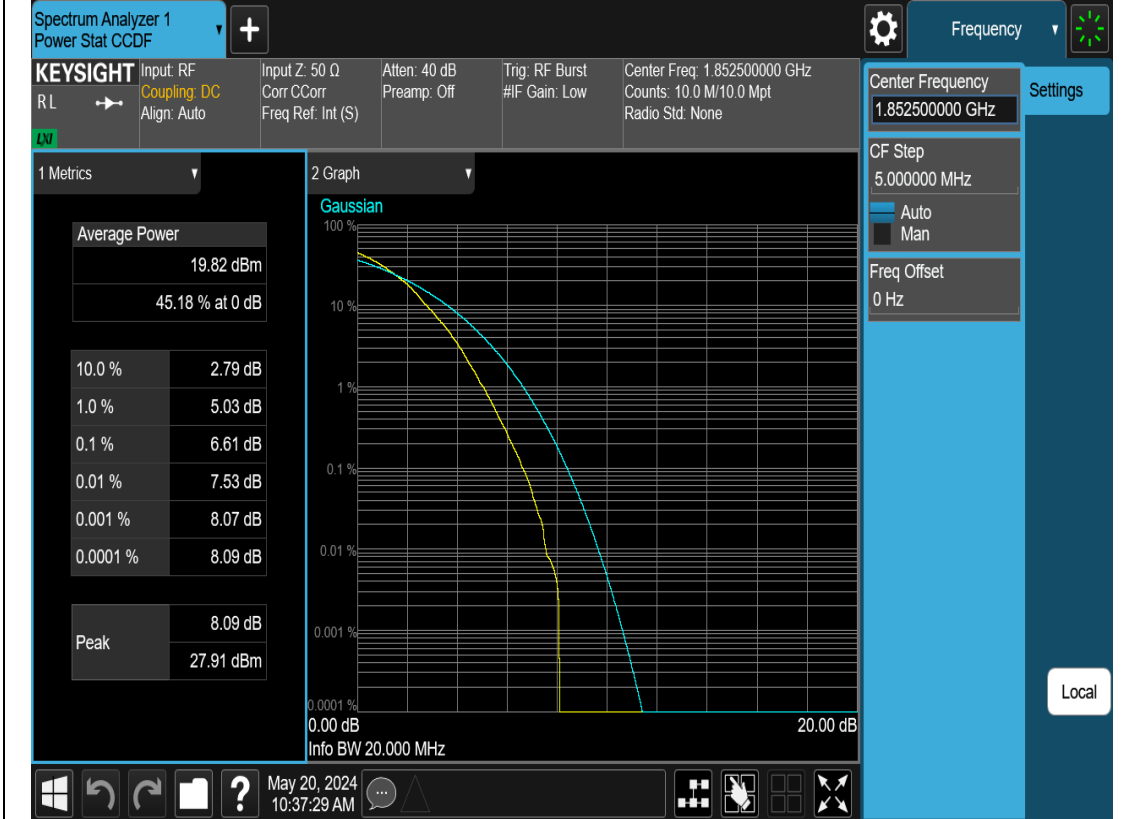 Spectrum Analyzer 1
Power Stat CCDF
+
Frequency
KEYSIGHT
RL
LXI
Input: RF
Coupling: DC
Align: Auto
Input Z: 50 Ω
Corr CCorr
Freq Ref: Int (S)
Atten: 40 dB
Preamp: Off
Trig: RF Burst
#IF Gain: Low
Center Freq: 1.852500000 GHz
Counts: 10.0 M/10.0 Mpt
Radio Std: None
Center Frequency
1.852500000 GHz
Settings
CF Step
5.000000 MHz
Auto
Man
Freq Offset
0 Hz
1 Metrics
Average Power
19.82 dBm
45.18 % at 0 dB
10.0 % 2.79 dB
1.0 % 5.03 dB
0.1 % 6.61 dB
0.01 % 7.53 dB
0.001 % 8.07 dB
0.0001 % 8.09 dB
Peak
8.09 dB
27.91 dBm
2 Graph
Gaussian
100 %
10 %
1 %
0.1 %
0.01 %
0.001 %
0.0001 %
0.00 dB 20.00 dB
Info BW 20.000 MHz
Local
?
May 20, 2024
10:37:29 AM